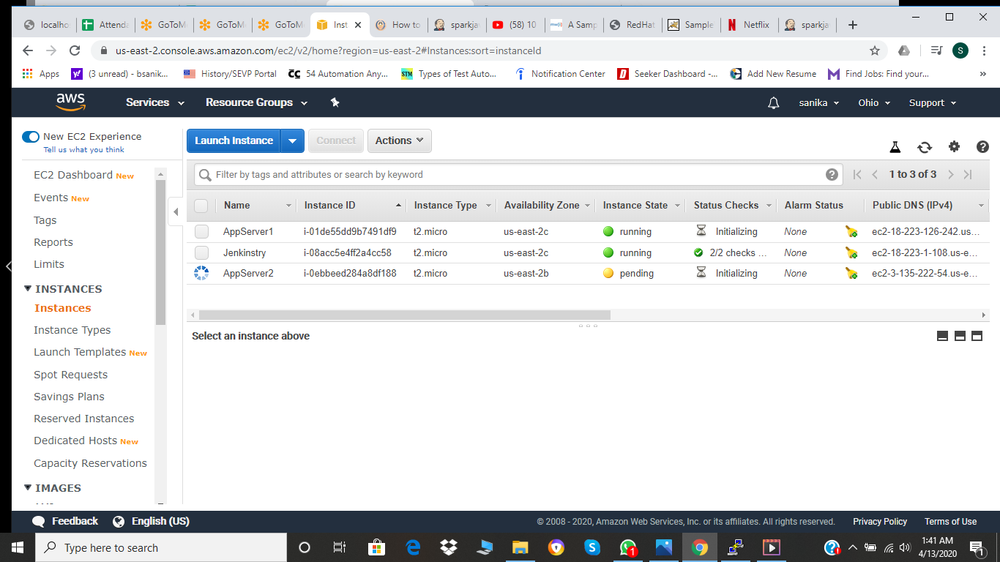 localho
Attenda
GoToMe
GoToMe
GoToMe
Inst
How to
sparkja
(58) 10
A Samp
RedHat
Sample
Netflix
sparkja
us-east-2.console.aws.amazon.com/ec2/v2/home?region=us-east-2#Instances:sort=instanceId
S
Apps
(3 unread) - bsanik...
History/SEVP Portal
54 Automation Any...
STM Types of Test Auto...
Notification Center
Seeker Dashboard -...
Add New Resume
Find Jobs: Find your...
aws
Services
Resource Groups
sanika
Ohio
Support
New EC2 Experience
Tell us what you think
Launch Instance
Connect
Actions
EC2 Dashboard New
Events New
Tags
Reports
Limits
INSTANCES
Instances
Instance Types
Launch Templates New
Spot Requests
Savings Plans
Reserved Instances
Dedicated Hosts New
Capacity Reservations
IMAGES
Filter by tags and attributes or search by keyword
1 to 3 of 3
Name Instance ID Instance Type Availability Zone Instance State Status Checks Alarm Status Public DNS (IPv4)
AppServer1 i-01de55dd9b7491df9 t2.micro us-east-2c running Initializing None ec2-18-223-126-242.us...
Jenkinstry i-08acc5e4ff2a4cc58 t2.micro us-east-2c running 2/2 checks ... None ec2-18-223-1-108.us-e...
AppServer2 i-0ebbeed284a8df188 t2.micro us-east-2b pending Initializing None ec2-3-135-222-54.us-e...
Select an instance above
Feedback
English (US)
© 2008 - 2020, Amazon Web Services, Inc. or its affiliates. All rights reserved.
Privacy Policy
Terms of Use
Type here to search
1
1:41 AM
4/13/2020
1